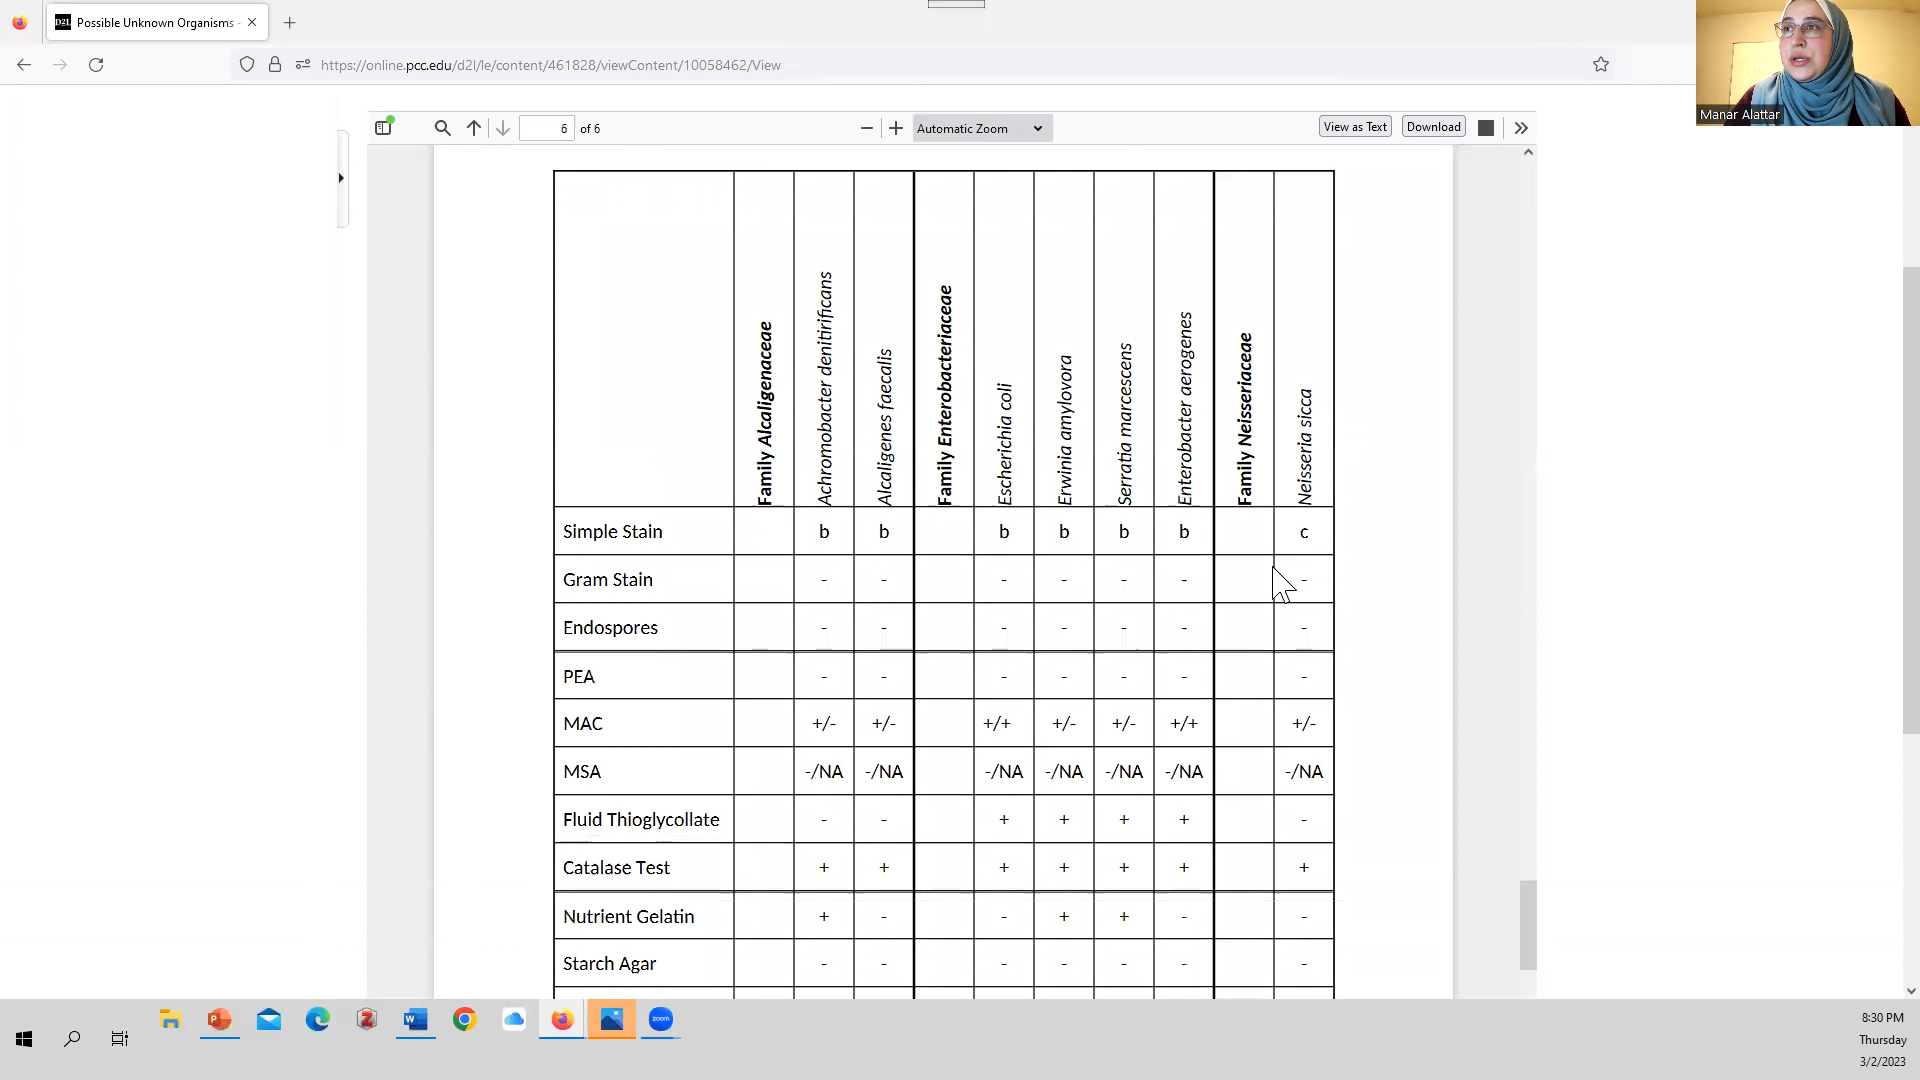 D2L
Possible Unknown Organisms -
https://online.pcc.edu/d2l/le/content/461828/viewContent/10058462/View
Manar Alattar
6 of 6
Automatic Zoom
View as Text
Download
Family Alcaligenaceae
Achromobacter denitirificans
Alcaligenes faecalis
Family Enterobacteriaceae
Escherichia coli
Erwinia amylovora
Serratia marcescens
Enterobacter aerogenes
Family Neisseriaceae
Neisseria sicca
Simple Stain b b b b b b c
Gram Stain - - - - - - -
Endospores - - - - - - -
PEA - - - - - - -
MAC +/- +/- +/+ +/- +/- +/+ +/-
MSA -/NA -/NA -/NA -/NA -/NA -/NA -/NA
Fluid Thioglycollate - - + + + + -
Catalase Test + + + + + + +
Nutrient Gelatin + - - + + - -
Starch Agar - - - - - - -
zoom
8:30 PM
Thursday
3/2/2023